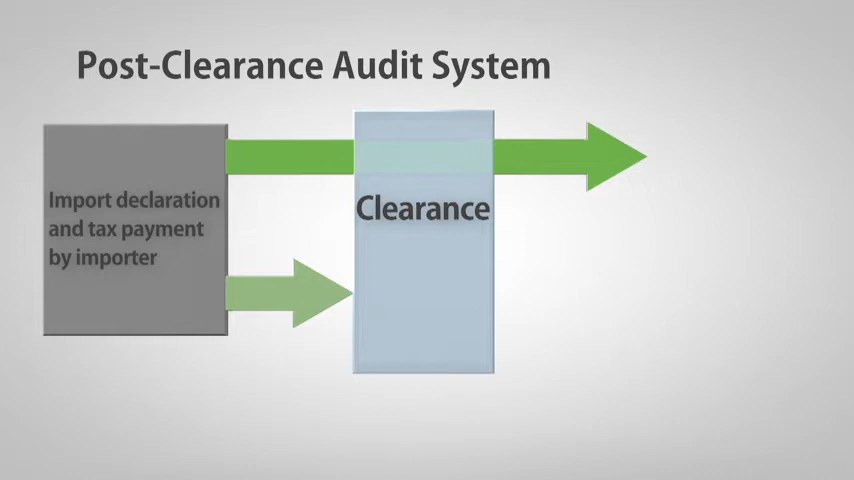 Post-Clearance Audit System
Import declaration
and tax payment
by importer
Clearance